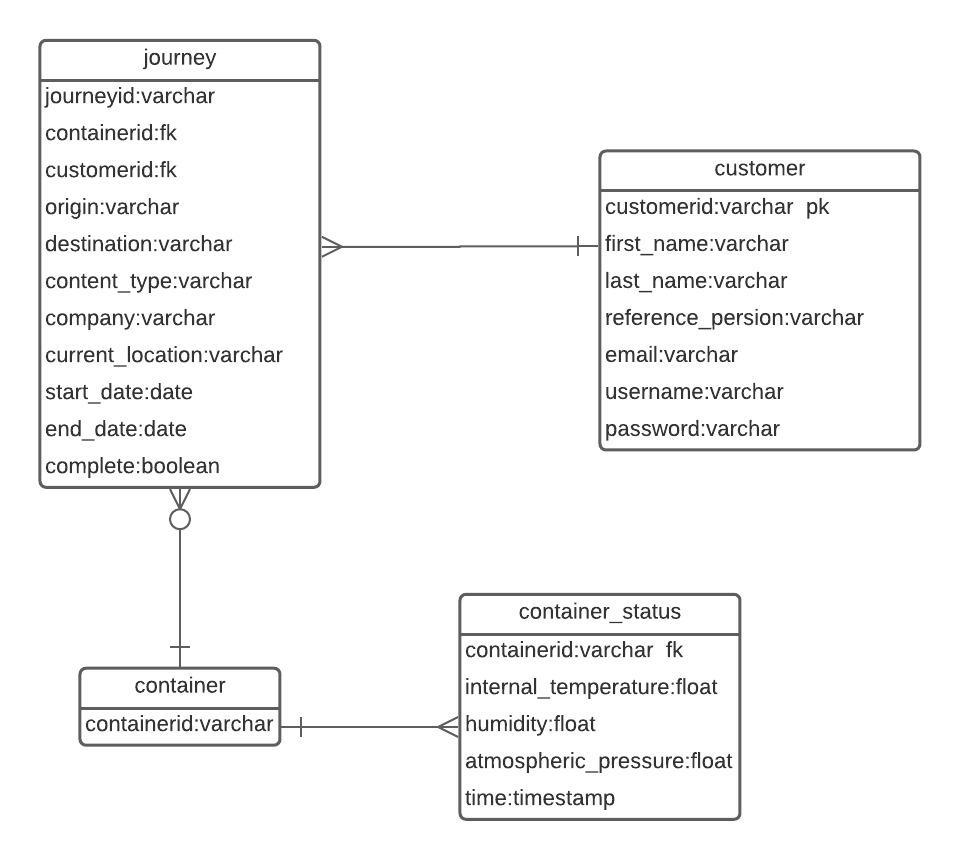 journey
journeyid:varchar
containerid:fk
customerid:fk
origin:varchar
destination:varchar
content_type:varchar
company:varchar
current_location:varchar
start_date:date
end_date:date
complete:boolean
customer
customerid:varchar  pk
first_name:varchar
last_name:varchar
reference_persion:varchar
email:varchar
username:varchar
password:varchar
container
containerid:varchar
container_status
containerid:varchar  fk
internal_temperature:float
humidity:float
atmospheric_pressure:float
time:timestamp